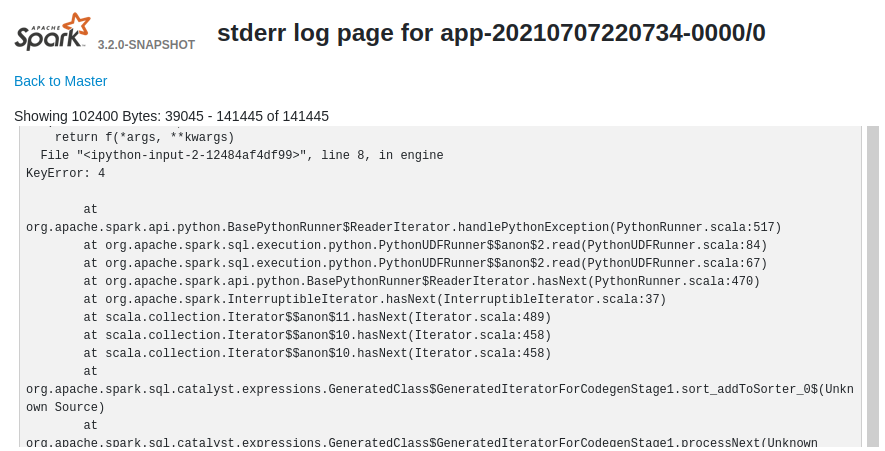 APACHE
Spark 3.2.0-SNAPSHOT stderr log page for app-20210707220734-0000/0
Back to Master
Showing 102400 Bytes: 39045 - 141445 of 141445
    return f(*args, **kwargs)
  File "<ipython-input-2-12484af4df99>", line 8, in engine
KeyError: 4
        at
org.apache.spark.api.python.BasePythonRunner$ReaderIterator.handlePythonException(PythonRunner.scala:517)
        at org.apache.spark.sql.execution.python.PythonUDFRunner$$anon$2.read(PythonUDFRunner.scala:84)
        at org.apache.spark.sql.execution.python.PythonUDFRunner$$anon$2.read(PythonUDFRunner.scala:67)
        at org.apache.spark.api.python.BasePythonRunner$ReaderIterator.hasNext(PythonRunner.scala:470)
        at org.apache.spark.InterruptibleIterator.hasNext(InterruptibleIterator.scala:37)
        at scala.collection.Iterator$$anon$11.hasNext(Iterator.scala:489)
        at scala.collection.Iterator$$anon$10.hasNext(Iterator.scala:458)
        at scala.collection.Iterator$$anon$10.hasNext(Iterator.scala:458)
        at
org.apache.spark.sql.catalyst.expressions.GeneratedClass$GeneratedIteratorForCodegenStage1.sort_addToSorter_0$(Unkn
own Source)
        at
org.apache.spark.sql.catalyst.expressions.GeneratedClass$GeneratedIteratorForCodegenStage1.processNext(Unknown